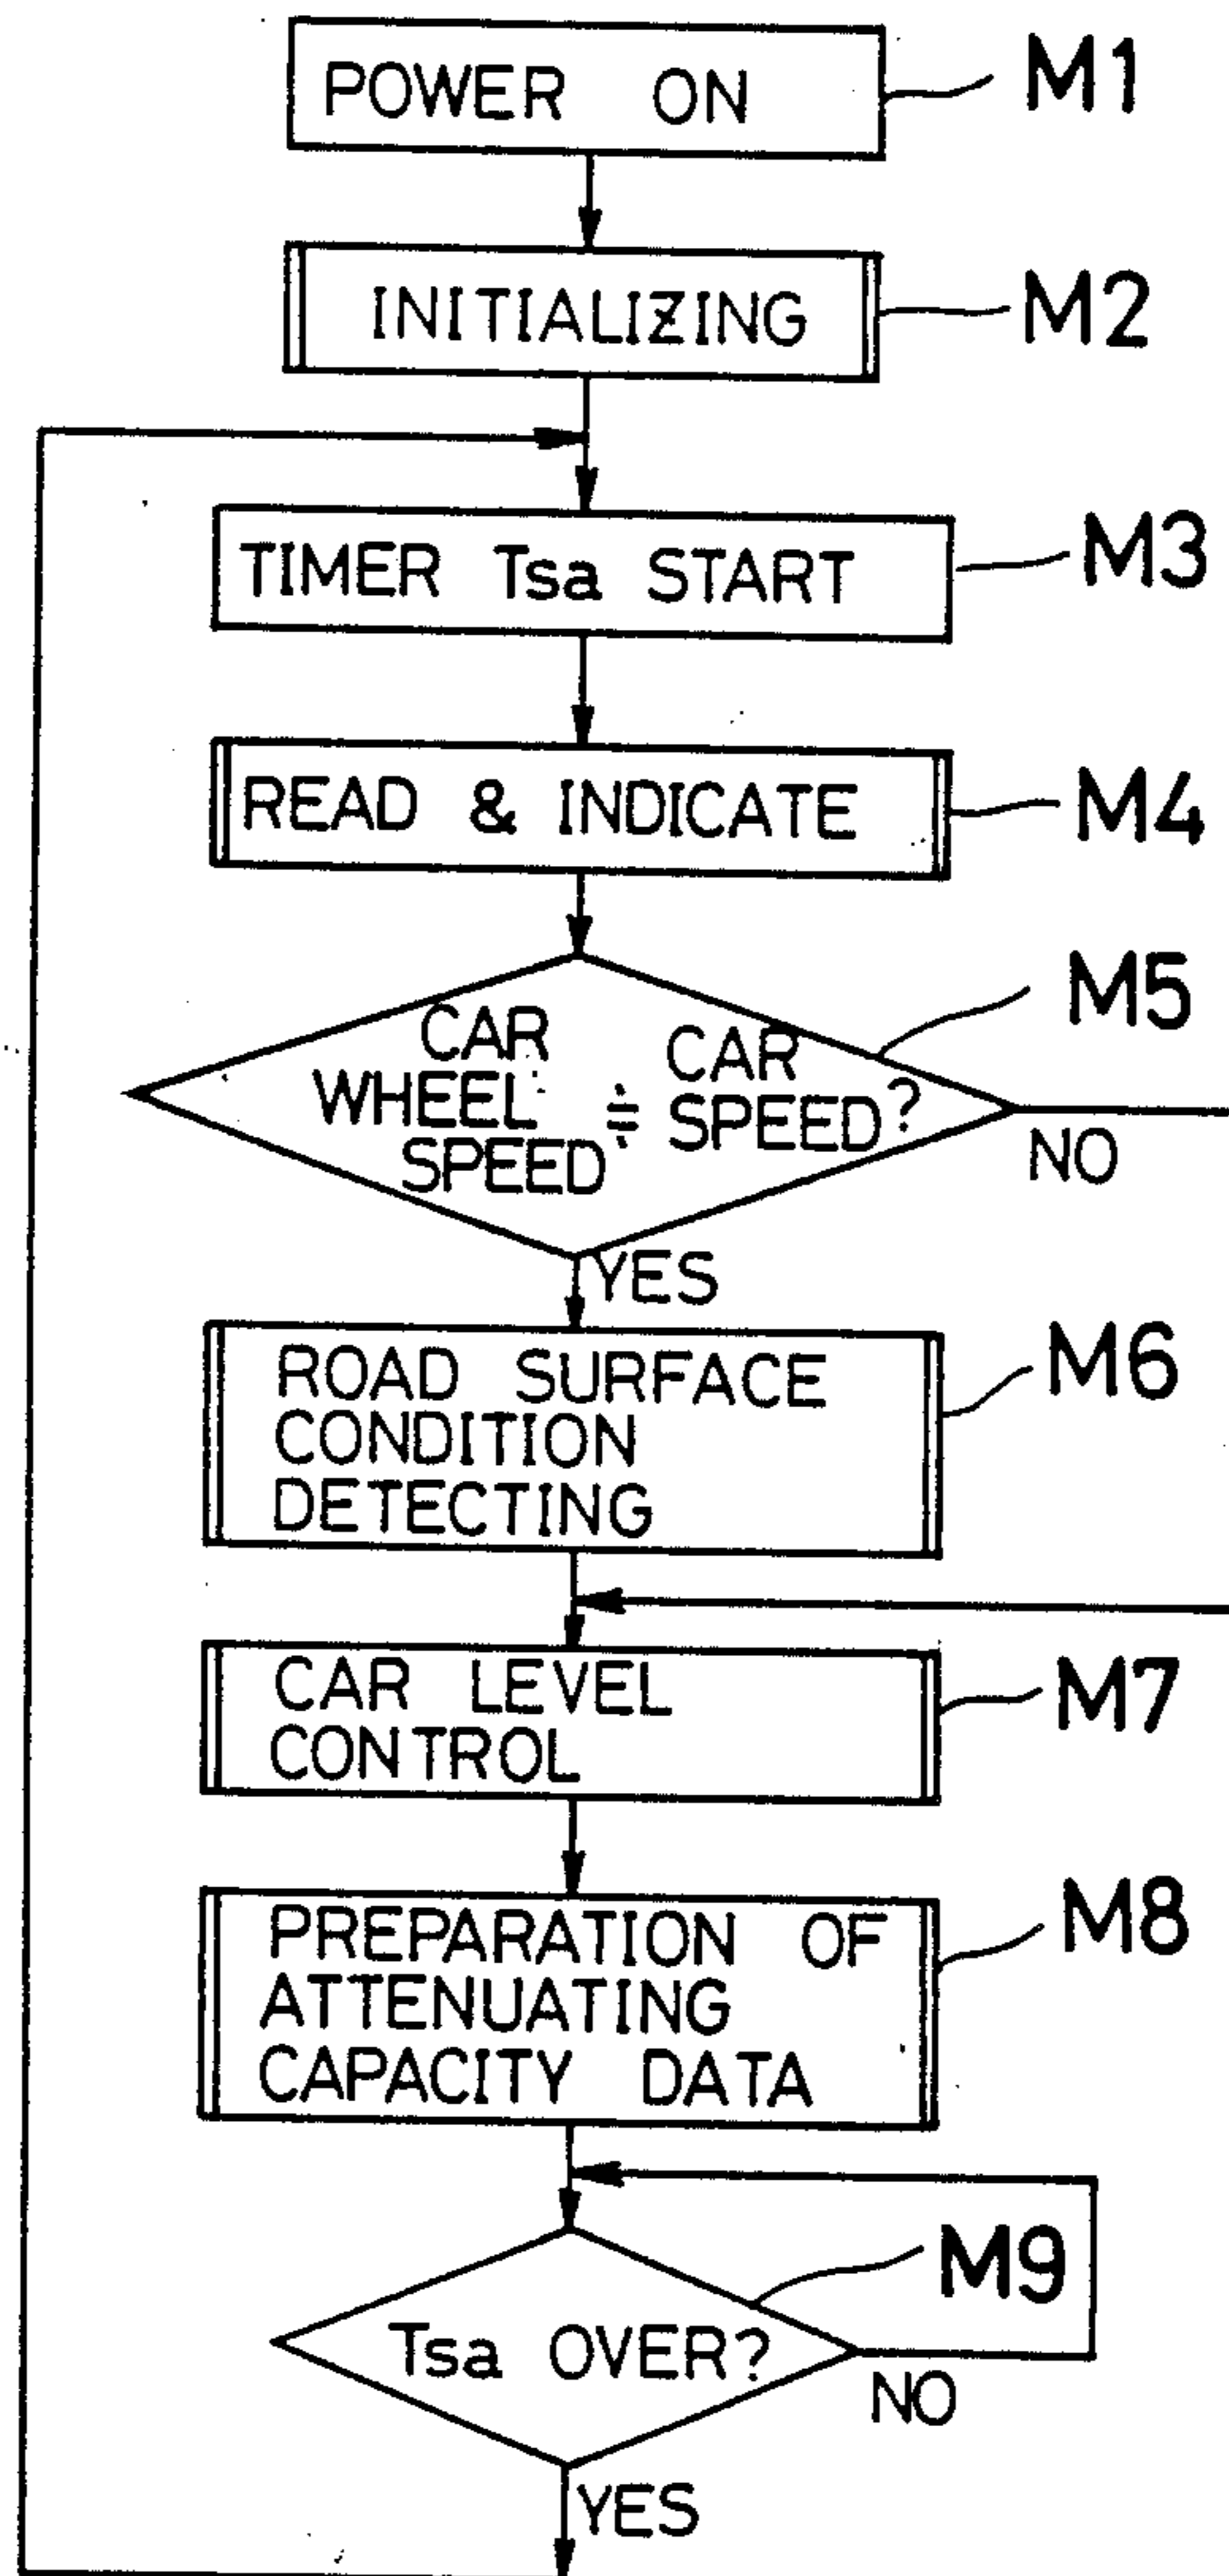 POWER ON
M1
INITIALIZING
M2
TIMER Tsa START
M3
READ & INDICATE
M4
CAR
WHEEL
SPEED
≑
CAR
SPEED?
M5
NO
YES
ROAD SURFACE
CONDITION
DETECTING
M6
CAR LEVEL
CONTROL
M7
PREPARATION OF
ATTENUATING
CAPACITY DATA
M8
Tsa OVER?
M9
NO
YES